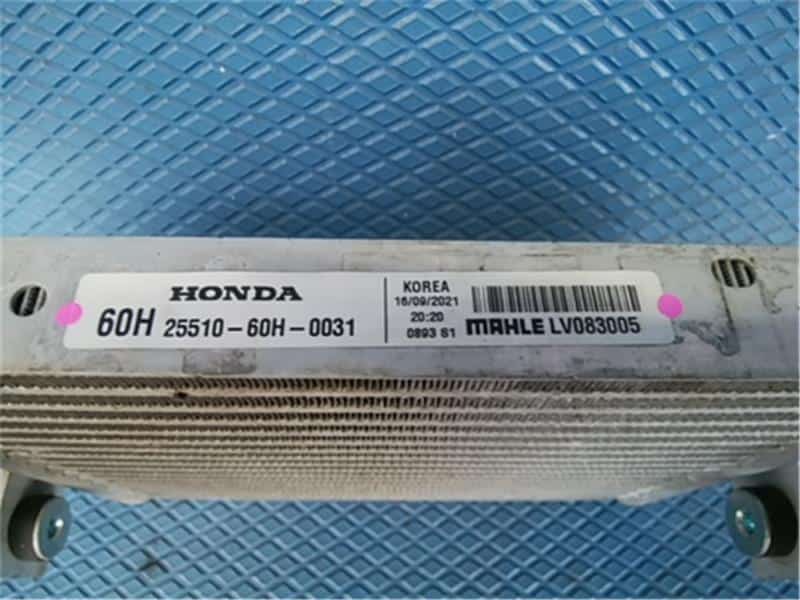 HONDA
60H 25510-60H-0031
KOREA
16/09/2021
20:20
0893 S1
MAHLE LV083005